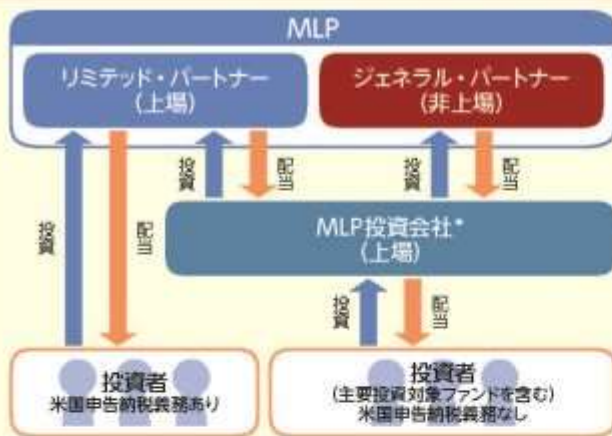 MLP
リミテッド・パートナー
(上場)
ジェネラル・パートナー
(非上場)
投資
配当
投資
配当
投資
配当
MLP投資会社*
(上場)
投資
配当
投資者
米国申告納税義務あり
投資者
(主要投資対象ファンドを含む)
米国申告納税義務なし